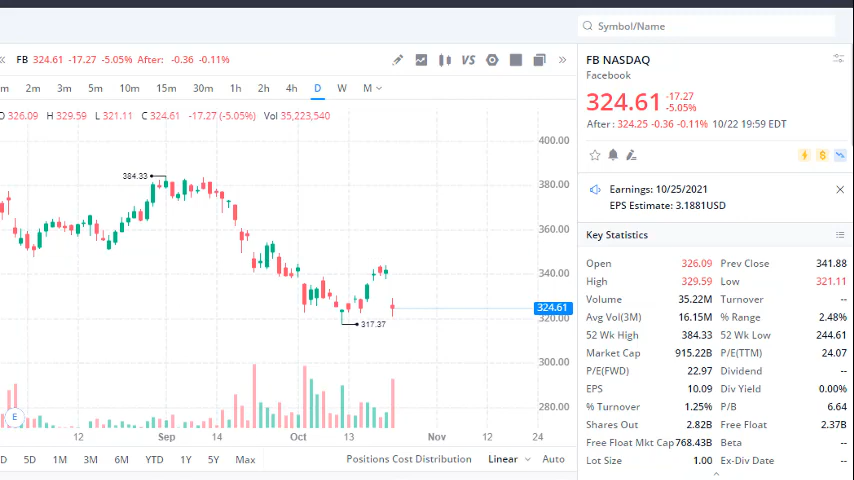 Symbol/Name
FB 324.61 -17.27 -5.05% After: -0.36 -0.11%
VS
m 2m 3m 5m 10m 15m 30m 1h 2h 4h D W M
O 326.09 H 329.59 L 321.11 C 324.61 -17.27 (-5.05%) Vol 35,223,540
400.00
384.33
380.00
360.00
340.00
324.61
320.00
317.37
300.00
280.00
E
12 Sep 14 Oct 13 Nov 12 24
D 5D 1M 3M 6M YTD 1Y 5Y Max Positions Cost Distribution Linear Auto
FB NASDAQ
Facebook
324.61 -17.27
-5.05%
After : 324.25 -0.36 -0.11% 10/22 19:59 EDT
Earnings: 10/25/2021
EPS Estimate: 3.1881USD
Key Statistics
Open 326.09 Prev Close 341.88
High 329.59 Low 321.11
Volume 35.22M Turnover --
Avg Vol(3M) 16.15M % Range 2.48%
52 Wk High 384.33 52 Wk Low 244.61
Market Cap 915.22B P/E(TTM) 24.07
P/E(FWD) 22.97 Dividend --
EPS 10.09 Div Yield 0.00%
% Turnover 1.25% P/B 6.64
Shares Out 2.82B Free Float 2.37B
Free Float Mkt Cap 768.43B Beta --
Lot Size 1.00 Ex-Div Date --